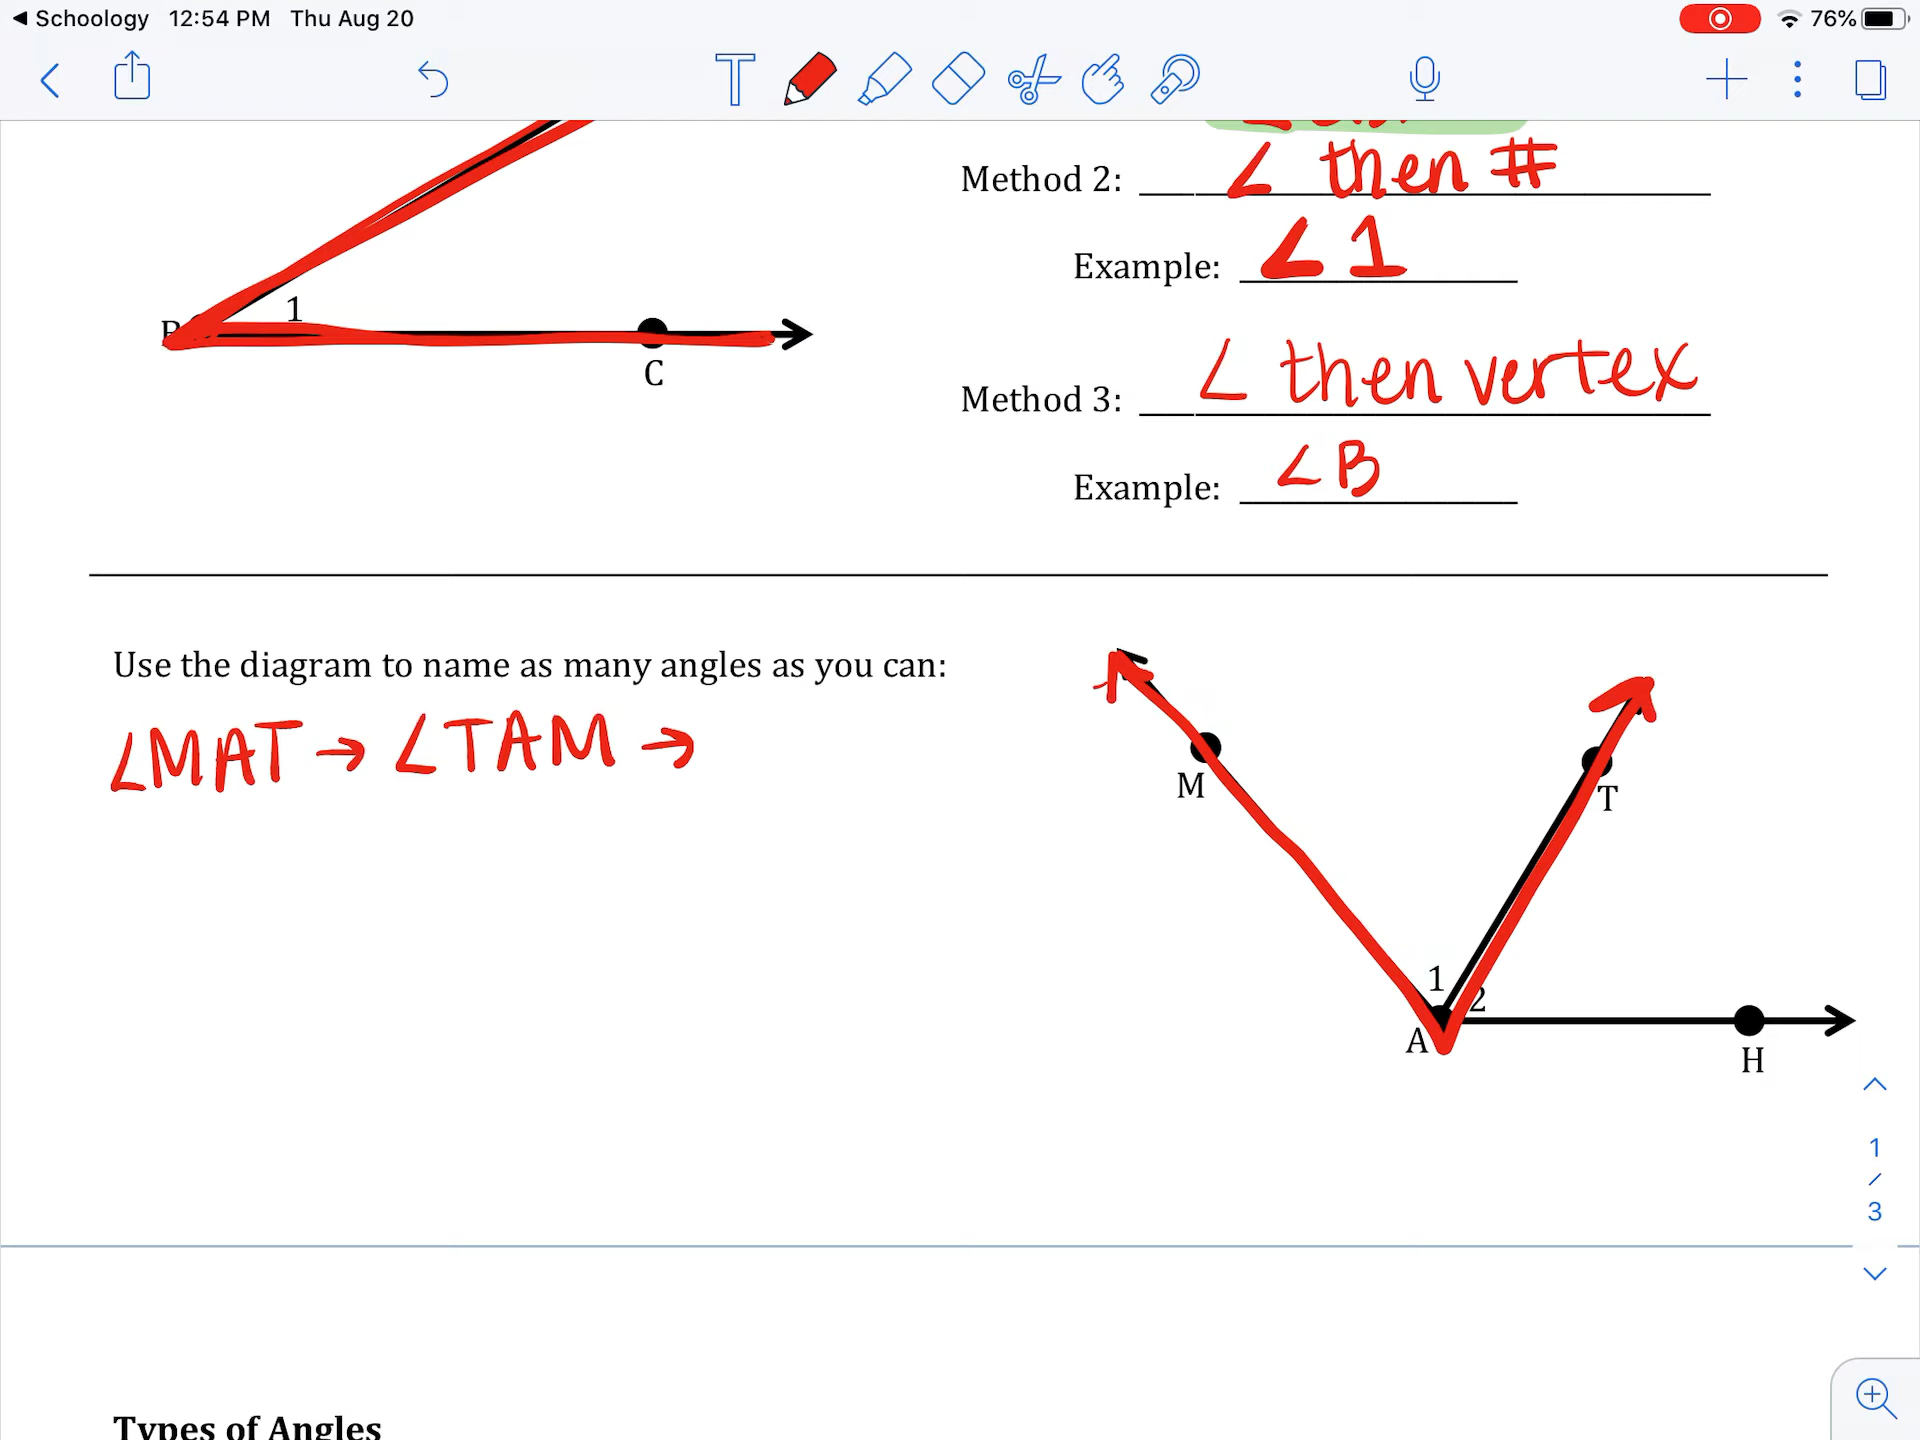 Schoology 12:54 PM Thu Aug 20 76%
T
Method 2: ∠ then #
1
Example: ∠1
C
Method 3: ∠ then vertex
Example: ∠B
Use the diagram to name as many angles as you can:
∠MAT → ∠TAM →
M
T
1
2
A
H
1
/
3
Types of Angles